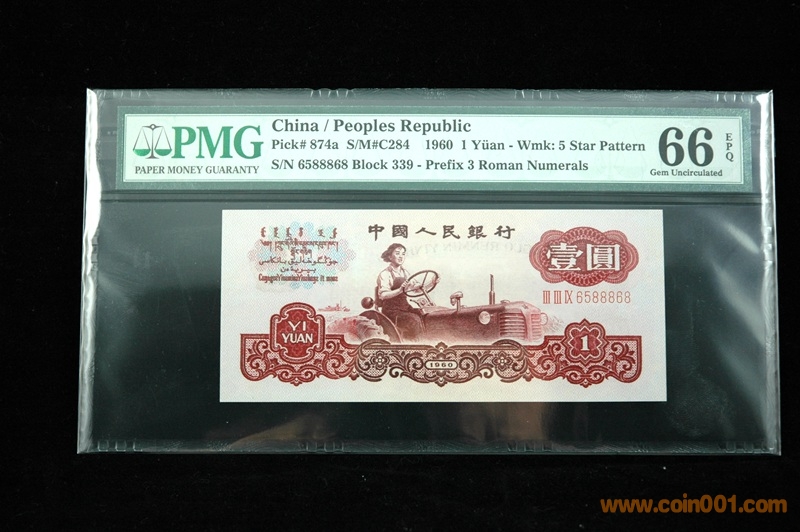 PMG
PAPER MONEY GUARANTY
China / Peoples Republic
Pick# 874a S/M#C284 1960 1 Yüan - Wmk: 5 Star Pattern
S/N 6588868 Block 339 - Prefix 3 Roman Numerals
66 EPQ
Gem Uncirculated
中國人民銀行
壹圓
III III IX 6588868
YI
YUAN
1960
1
www.coin001.com